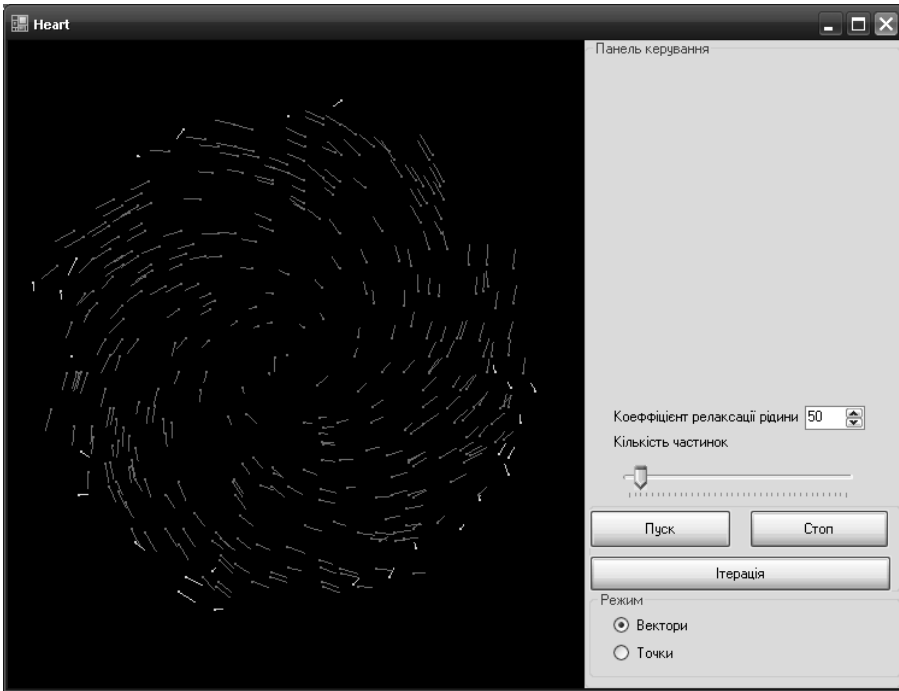 Heart
Панель керування
Коеффіцієнт релаксації рідини 50
Кількість частинок
Пуск Стоп
Ітерація
Режим
Вектори
Точки